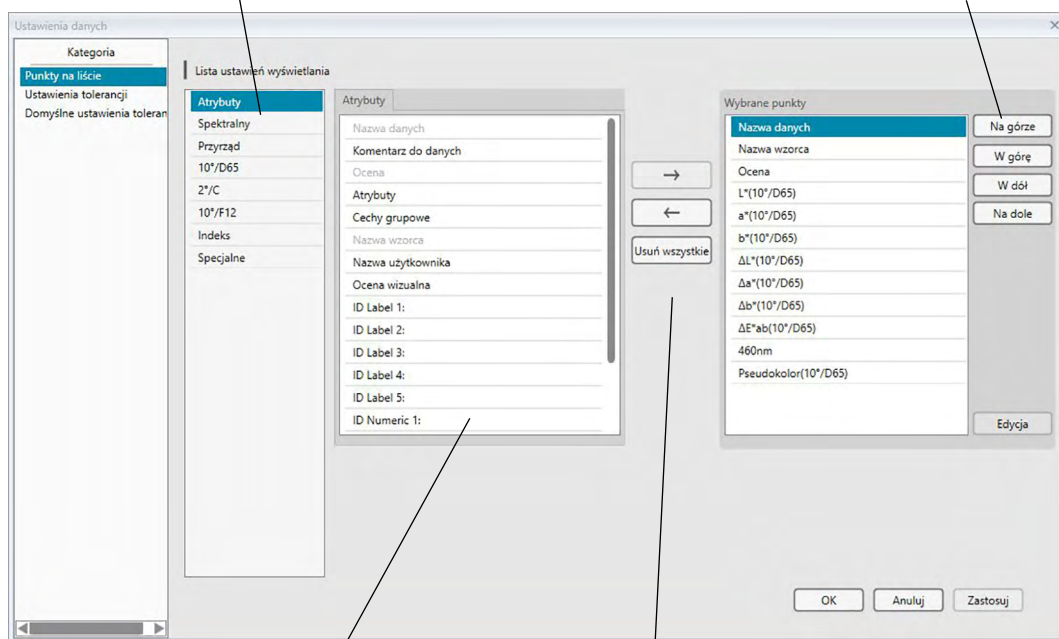 Ustawienia danych
Kategoria
Punkty na liście
Ustawienia tolerancji
Domyślne ustawienia toleran
Lista ustawień wyświetlania
Atrybuty
Spektralny
Przyrząd
10°/D65
2°/C
10°/F12
Indeks
Specjalne
Atrybuty
Nazwa danych
Komentarz do danych
Ocena
Atrybuty
Cechy grupowe
Nazwa wzorca
Nazwa użytkownika
Ocena wizualna
ID Label 1:
ID Label 2:
ID Label 3:
ID Label 4:
ID Label 5:
ID Numeric 1:
→
←
Usuń wszystkie
Wybrane punkty
Nazwa danych
Nazwa wzorca
Ocena
L*(10°/D65)
a*(10°/D65)
b*(10°/D65)
ΔL*(10°/D65)
Δa*(10°/D65)
Δb*(10°/D65)
ΔE*ab(10°/D65)
460nm
Pseudokolor(10°/D65)
Na górze
W górę
W dół
Na dole
Edycja
OK
Anuluj
Zastosuj